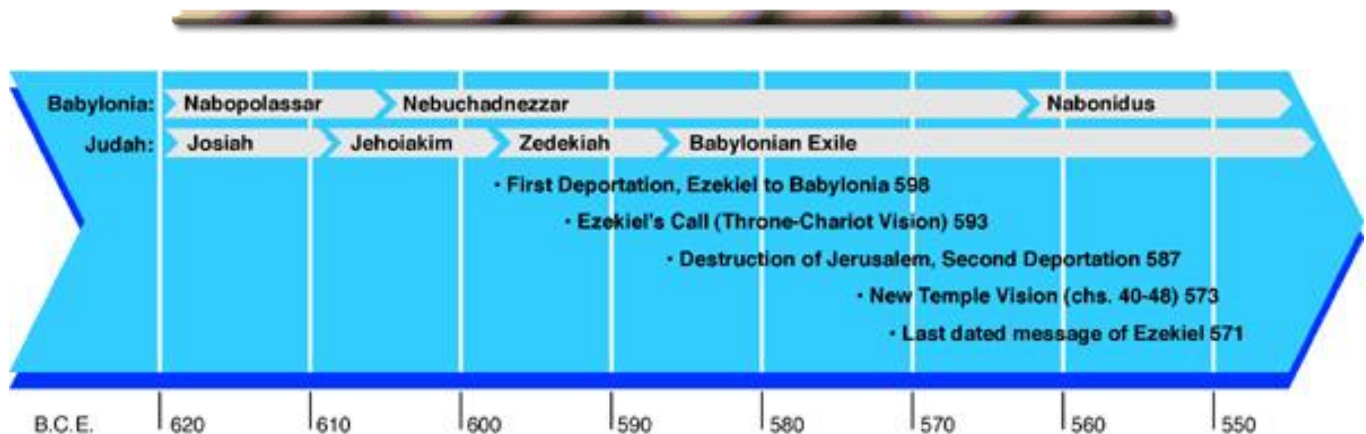 Babylonia: Nabopolassar Nebuchadnezzar Nabonidus
Judah: Josiah Jehoiakim Zedekiah Babylonian Exile
· First Deportation, Ezekiel to Babylonia 598
· Ezekiel's Call (Throne-Chariot Vision) 593
· Destruction of Jerusalem, Second Deportation 587
· New Temple Vision (chs. 40-48) 573
· Last dated message of Ezekiel 571
B.C.E. 620 610 600 590 580 570 560 550